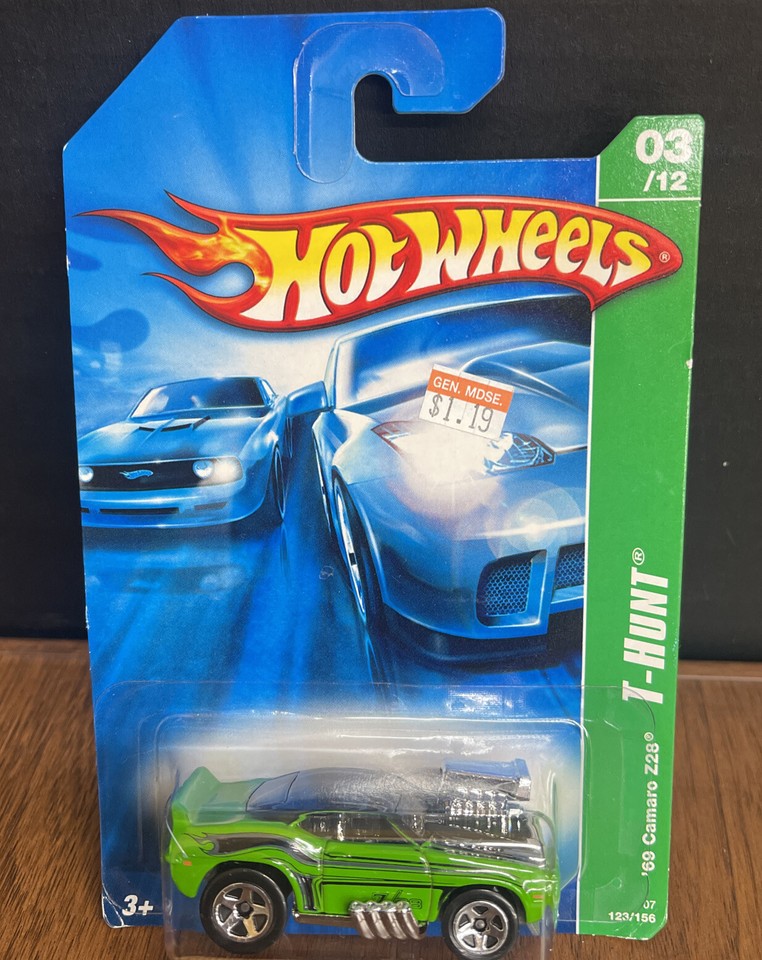 03
/12
HOT WHEELS®
GEN. MDSE.
$1.19
T-HUNT®
'69 Camaro Z28®
07
123/156
3+